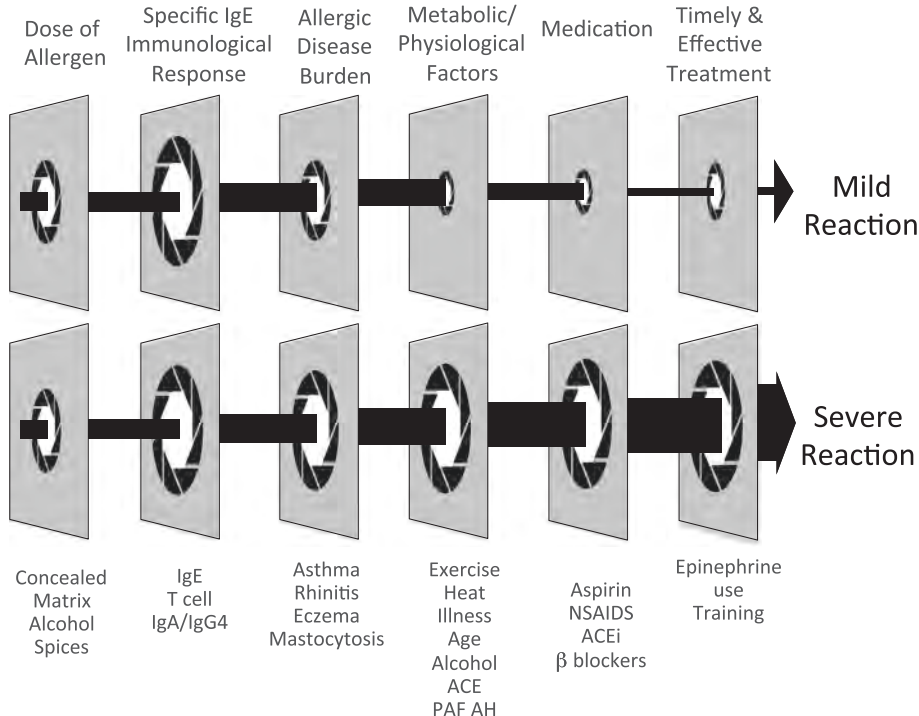 Dose of
Allergen
Specific IgE
Immunological
Response
Allergic
Disease
Burden
Metabolic/
Physiological
Factors
Medication
Timely &
Effective
Treatment
Mild
Reaction
Severe
Reaction
Concealed
Matrix
Alcohol
Spices
IgE
T cell
IgA/IgG4
Asthma
Rhinitis
Eczema
Mastocytosis
Exercise
Heat
Illness
Age
Alcohol
ACE
PAF AH
Aspirin
NSAIDS
ACEi
β blockers
Epinephrine
use
Training